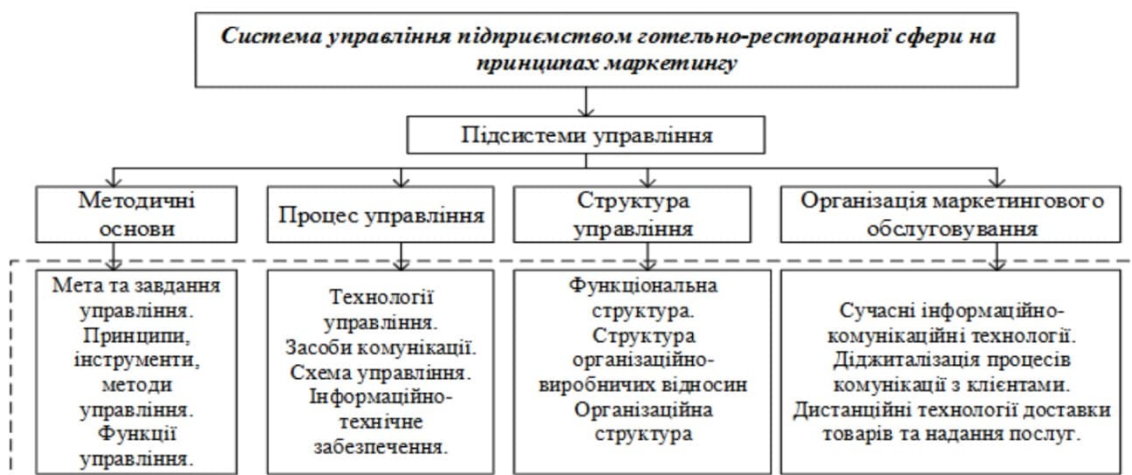 Система управління підприємством готельно-ресторанної сфери на
принципах маркетингу
Підсистеми управління
Методичні
основи
Процес управління
Структура
управління
Організація маркетингового
обслуговування
Мета та завдання
управління.
Принципи,
інструменти,
методи
управління.
Функції
управління.
Технології
управління.
Засоби комунікації.
Схема управління.
Інформаційно-
технічне
забезпечення.
Функціональна
структура.
Структура
організаційно-
виробничих відносин
Організаційна
структура
Сучасні інформаційно-
комунікаційні технології.
Діджиталізація процесів
комунікації з клієнтами.
Дистанційні технології доставки
товарів та надання послуг.